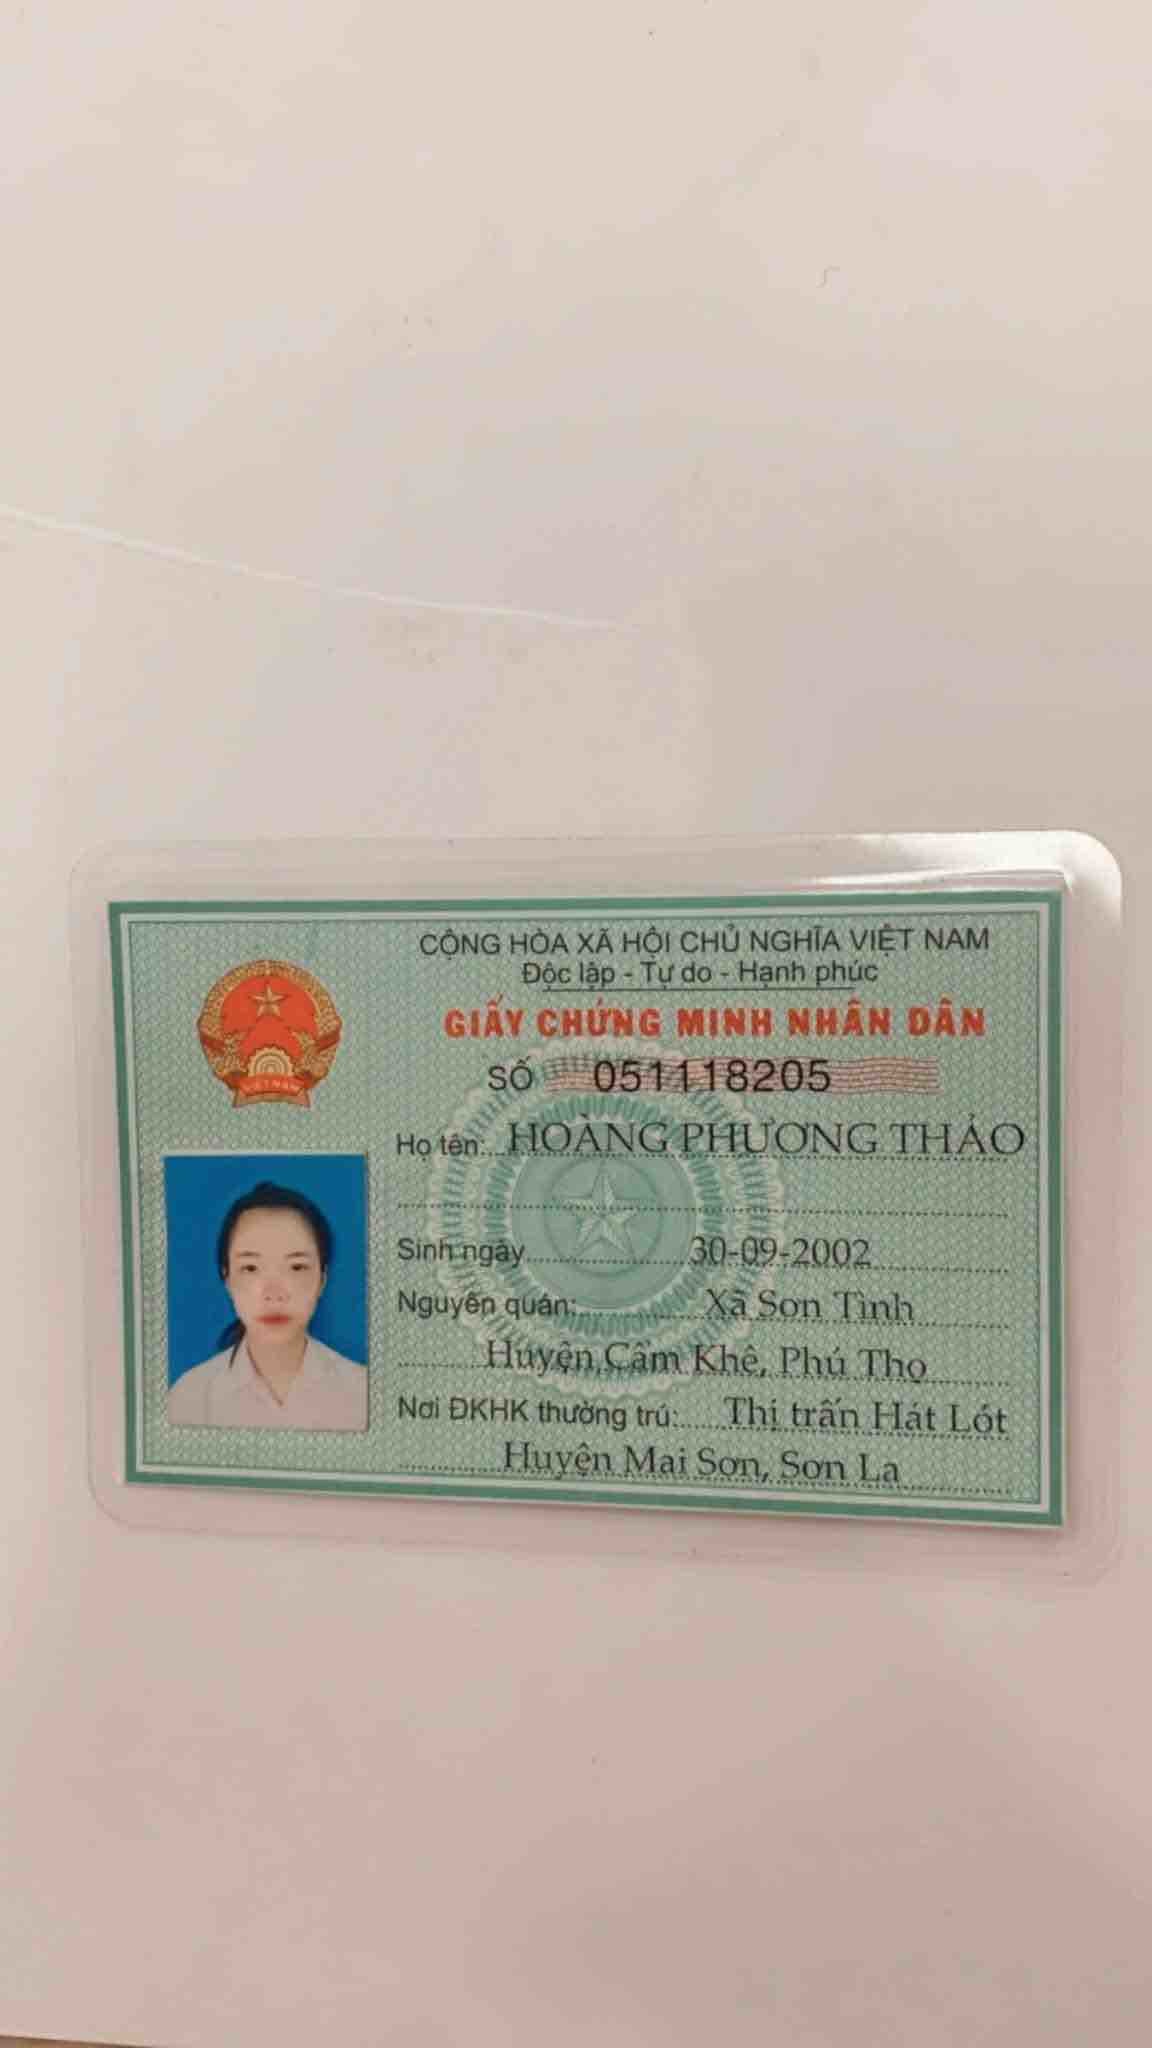 CỘNG HÒA XÃ HỘI CHỦ NGHĨA VIỆT NAM
Độc lập - Tự do - Hạnh phúc
GIẤY CHỨNG MINH NHÂN DÂN
SỐ 051118205
Họ tên: HOÀNG PHƯƠNG THẢO
Sinh ngày 30-09-2002
Nguyên quán: Xã Sơn Tình
Huyện Cẩm Khê, Phú Thọ
Nơi ĐKHK thường trú: Thị trấn Hát Lót
Huyện Mai Sơn, Sơn La
VIỆT NAM